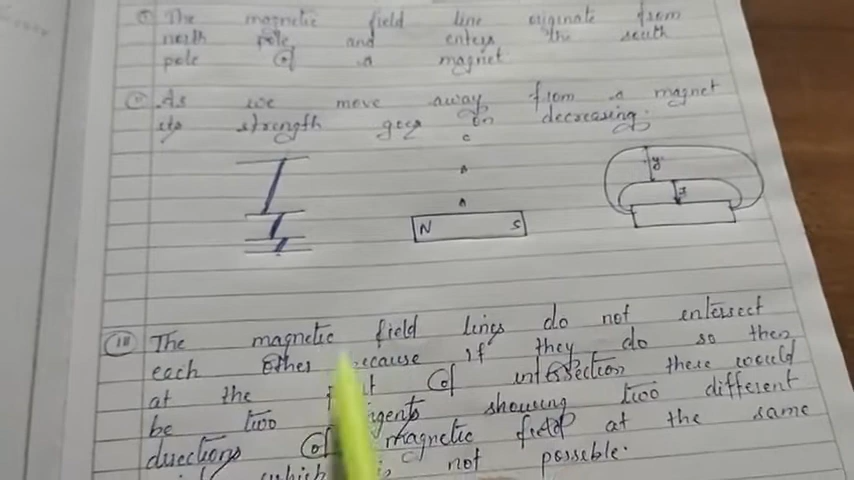 (i) The magnetic field line originate from
north pole and enters the south
pole of a magnet
(ii) As we move away from a magnet
its strength goes on decreasing.
C
B
A
N S
y
x
(iii) The magnetic field lines do not intersect
each other because if they do so then
at the of intersection there would
be two showing two different
directions of magnetic field at the same
which is not possible.